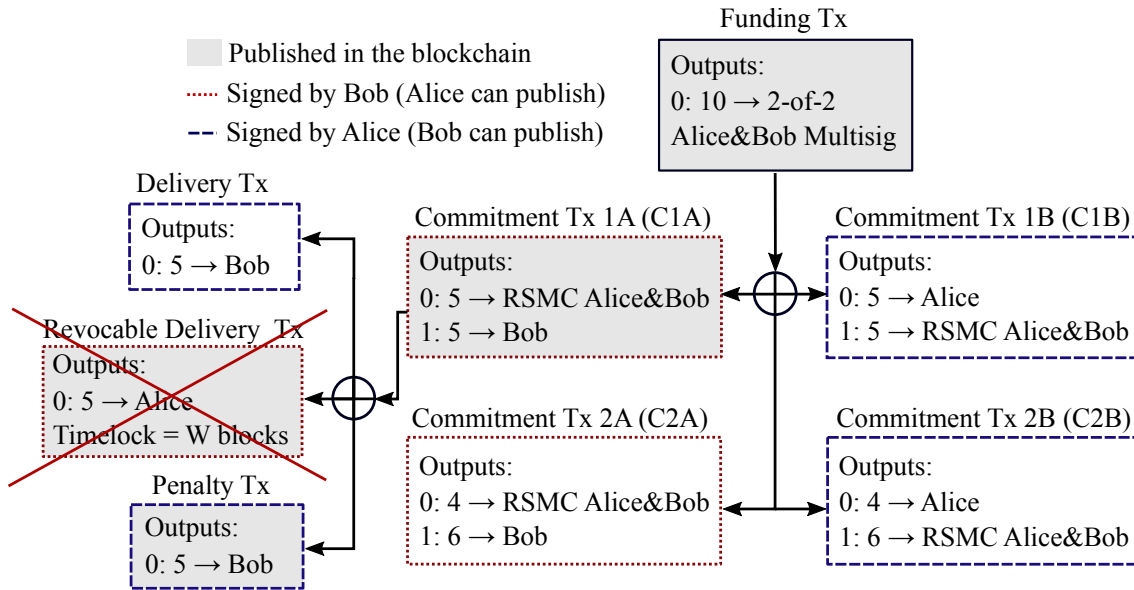 Funding Tx
Outputs:
0: 10 → 2-of-2
Alice&Bob Multisig
Published in the blockchain
Signed by Bob (Alice can publish)
Signed by Alice (Bob can publish)
Delivery Tx
Outputs:
0: 5 → Bob
Commitment Tx 1A (C1A)
Outputs:
0: 5 → RSMC Alice&Bob
1: 5 → Bob
Commitment Tx 1B (C1B)
Outputs:
0: 5 → Alice
1: 5 → RSMC Alice&Bob
Revocable Delivery Tx
Outputs:
0: 5 → Alice
Timelock = W blocks
Commitment Tx 2A (C2A)
Outputs:
0: 4 → RSMC Alice&Bob
1: 6 → Bob
Commitment Tx 2B (C2B)
Outputs:
0: 4 → Alice
1: 6 → RSMC Alice&Bob
Penalty Tx
Outputs:
0: 5 → Bob